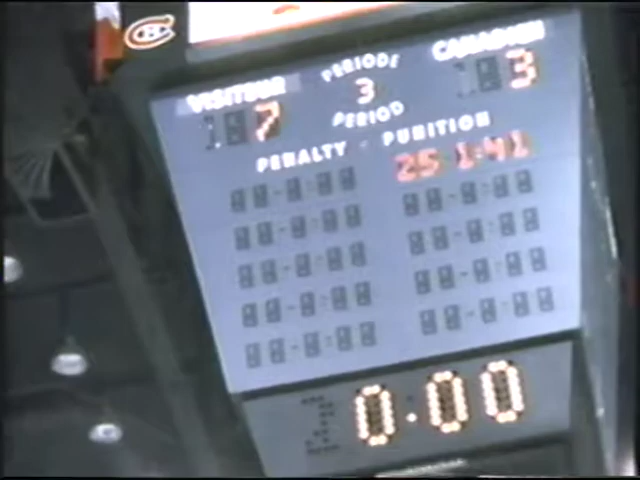 PERIODE
VISITEUR 3 CANADIEN
7 PERIOD 3
PENALTY - PUNITION
25 1:41
0:00